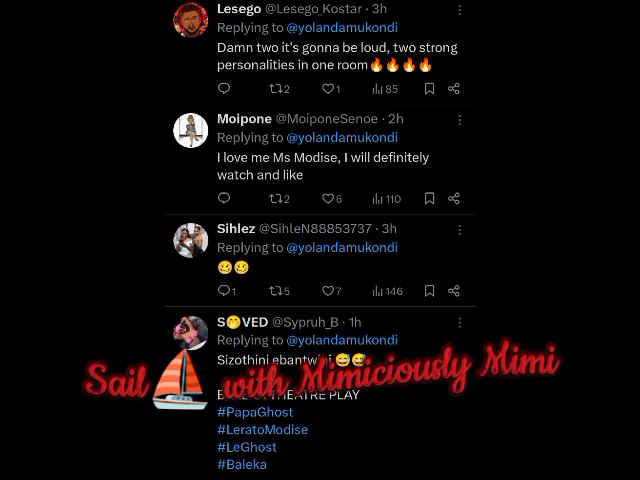 Lesego @Lesego_Kostar · 3h
Replying to @yolandamukondi
Damn two it's gonna be loud, two strong
personalities in one room🔥🔥🔥🔥
2 1 85
Moipone @MoiponeSenoe · 2h
Replying to @yolandamukondi
I love me Ms Modise, I will definitely
watch and like
2 6 110
Sihlez @SihleN88853737 · 3h
Replying to @yolandamukondi
🥴🥴
1 5 7 146
S🤭VED @Sypruh_B · 1h
Replying to @yolandamukondi
Sizothini 😅😅
Sail with Mimiciously Mimi
THEATRE PLAY
#PapaGhost
#LeratoModise
#LeGhost
#Baleka